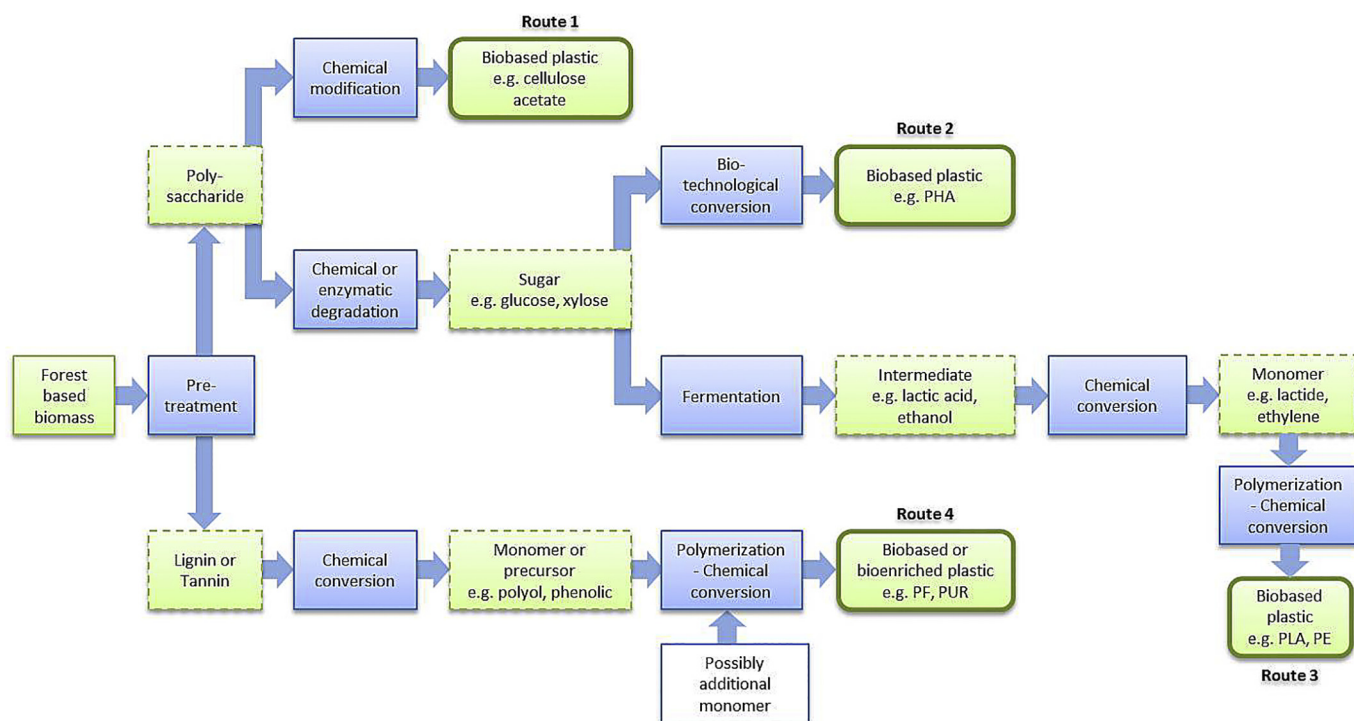 Route 1
Chemical
modification
Biobased plastic
e.g. cellulose
acetate
Route 2
Poly-
saccharide
Bio-
technological
conversion
Biobased plastic
e.g. PHA
Chemical or
enzymatic
degradation
Sugar
e.g. glucose, xylose
Forest
based
biomass
Pre-
treatment
Fermentation
Intermediate
e.g. lactic acid,
ethanol
Chemical
conversion
Monomer
e.g. lactide,
ethylene
Polymerization
- Chemical
conversion
Route 4
Lignin or
Tannin
Chemical
conversion
Monomer or
precursor
e.g. polyol, phenolic
Polymerization
- Chemical
conversion
Biobased or
bioenriched plastic
e.g. PF, PUR
Biobased
plastic
e.g. PLA, PE
Route 3
Possibly
additional
monomer